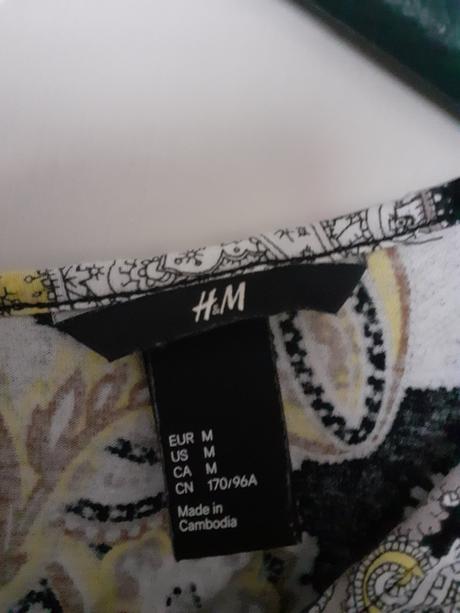 H&M
EUR M
US M
CA M
CN 170/96A
Made in
Cambodia